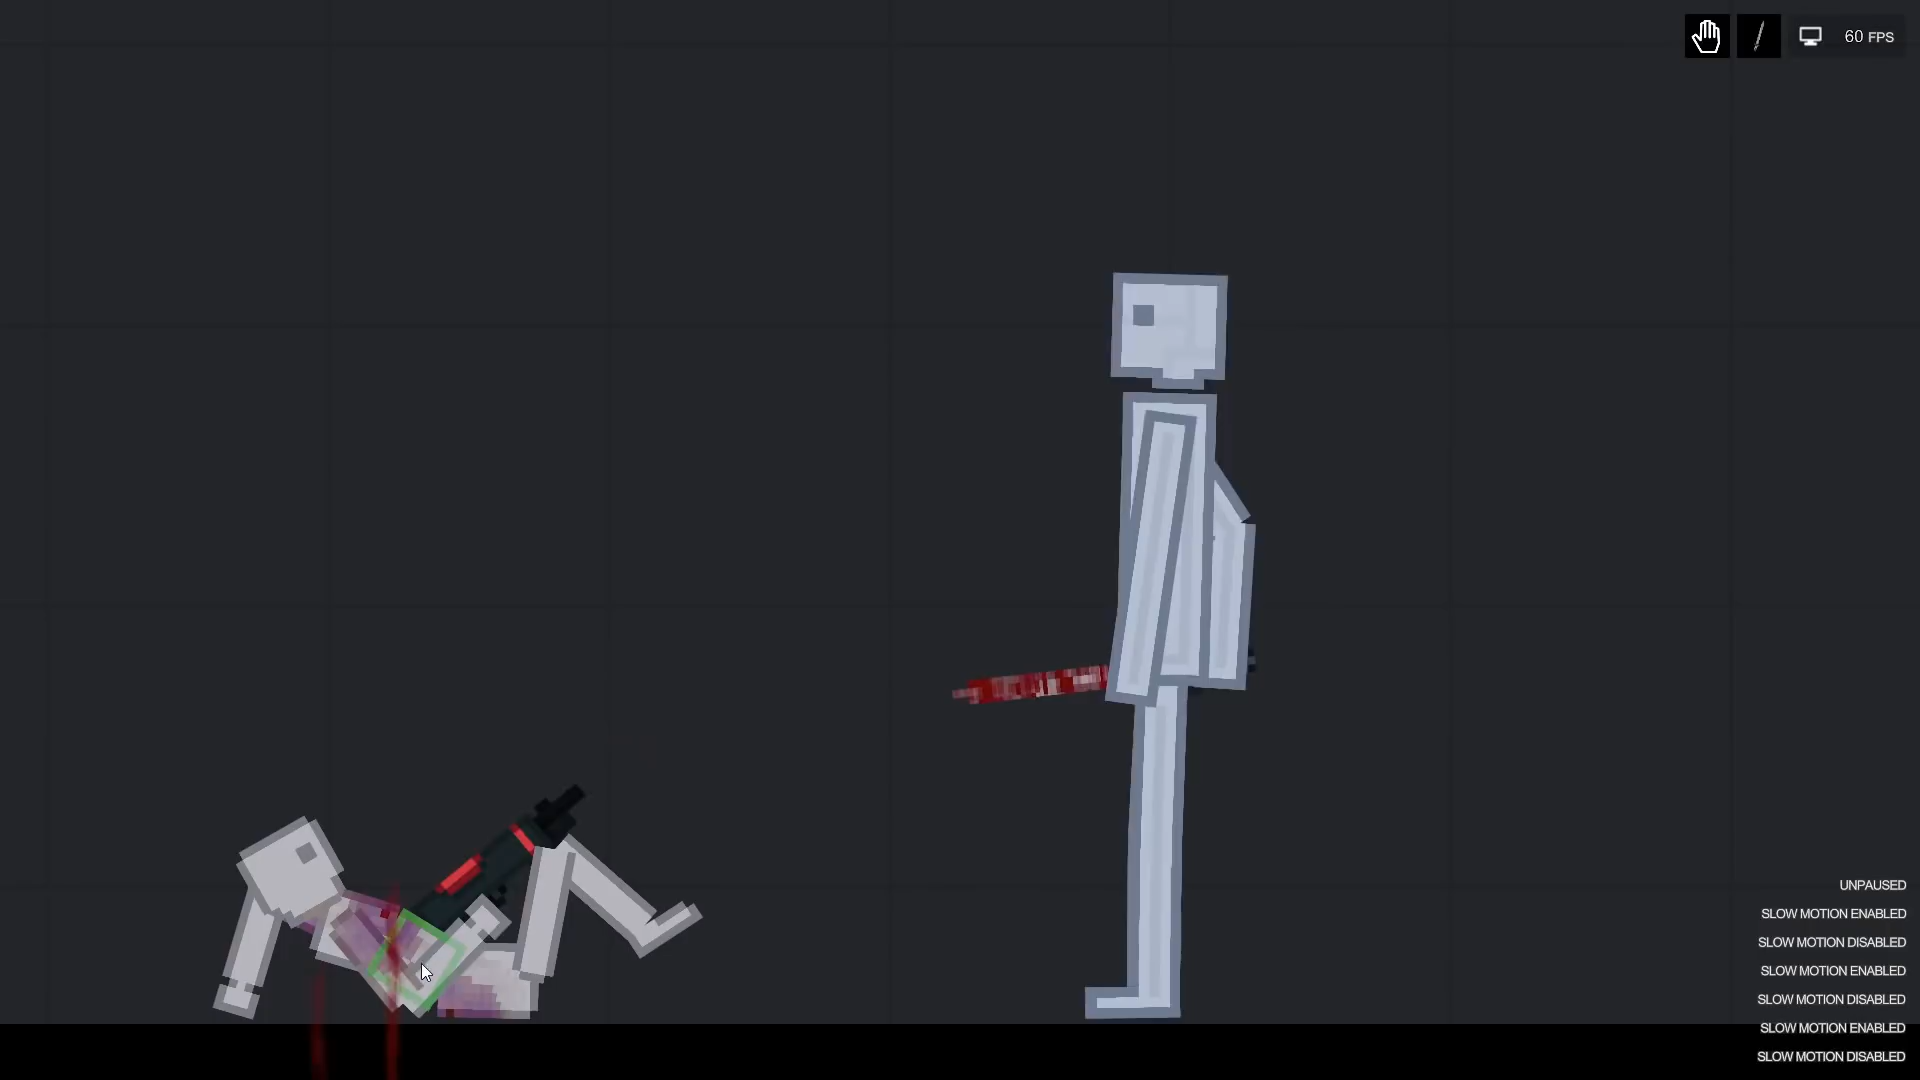 60 FPS
UNPAUSED
SLOW MOTION ENABLED
SLOW MOTION DISABLED
SLOW MOTION ENABLED
SLOW MOTION DISABLED
SLOW MOTION ENABLED
SLOW MOTION DISABLED